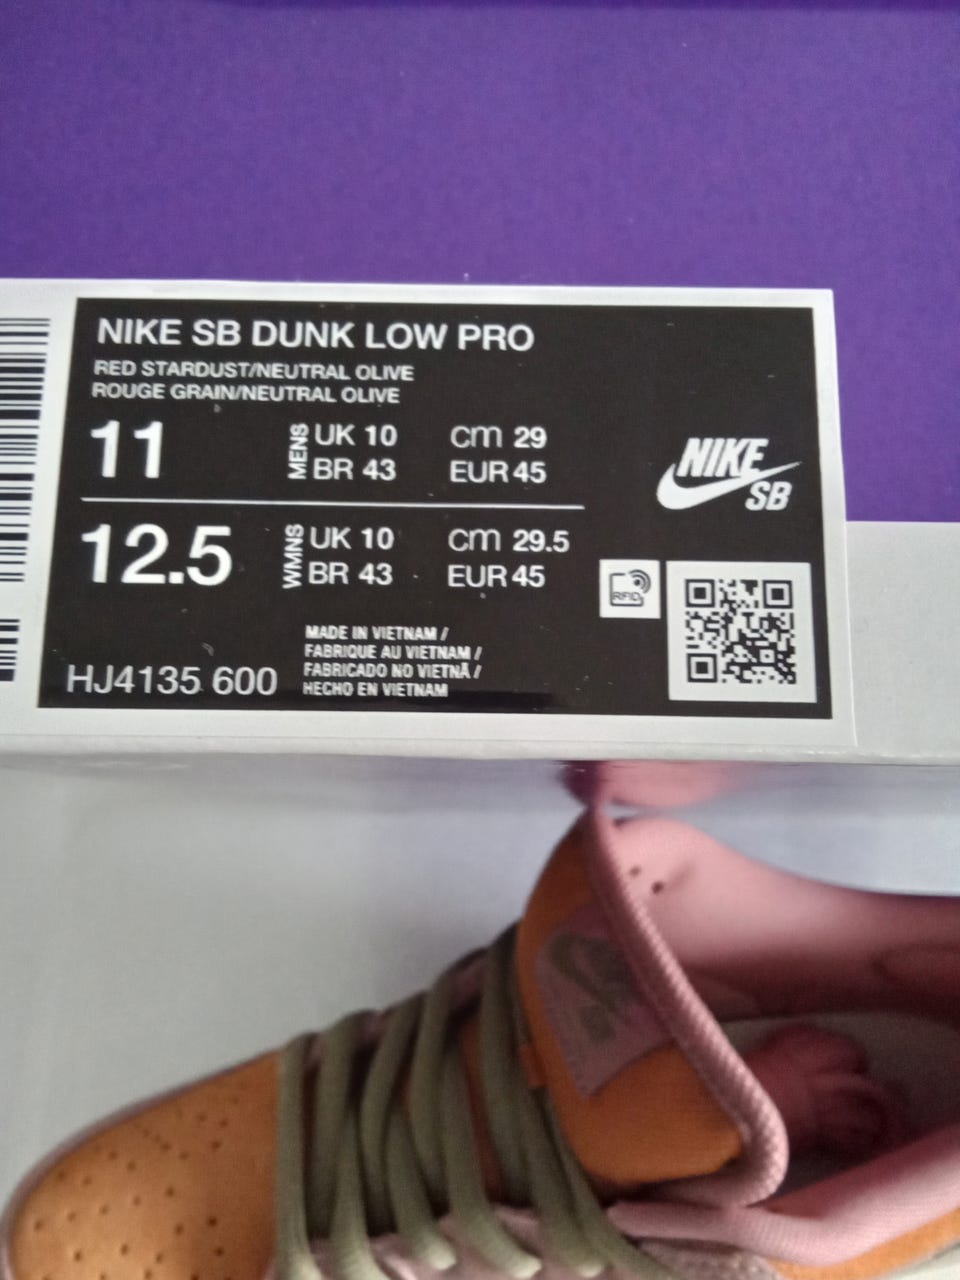 NIKE SB DUNK LOW PRO
RED STARDUST/NEUTRAL OLIVE
ROUGE GRAIN/NEUTRAL OLIVE
11 MENS UK 10 cm 29
BR 43 EUR 45
12.5 WMNS UK 10 cm 29.5
BR 43 EUR 45
NIKE
SB
RFID
MADE IN VIETNAM /
FABRIQUE AU VIETNAM /
FABRICADO NO VIETNÃ /
HECHO EN VIETNAM
HJ4135 600